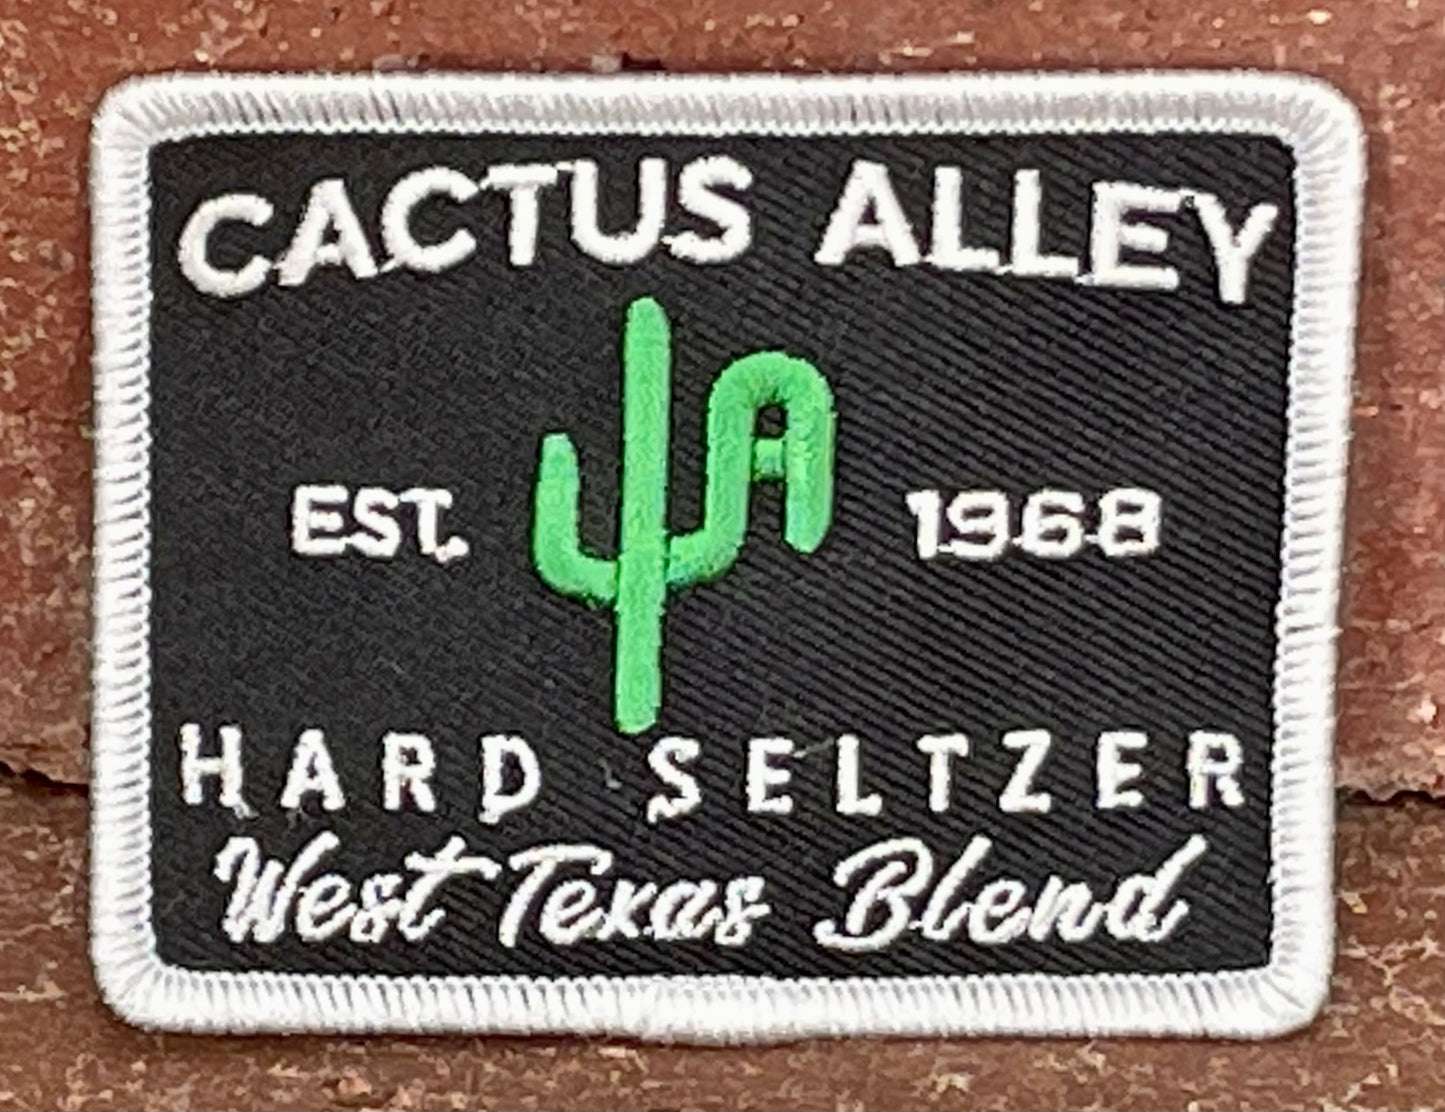 CACTUS ALLEY
EST. 1968
HARD SELTZER
West Texas Blend